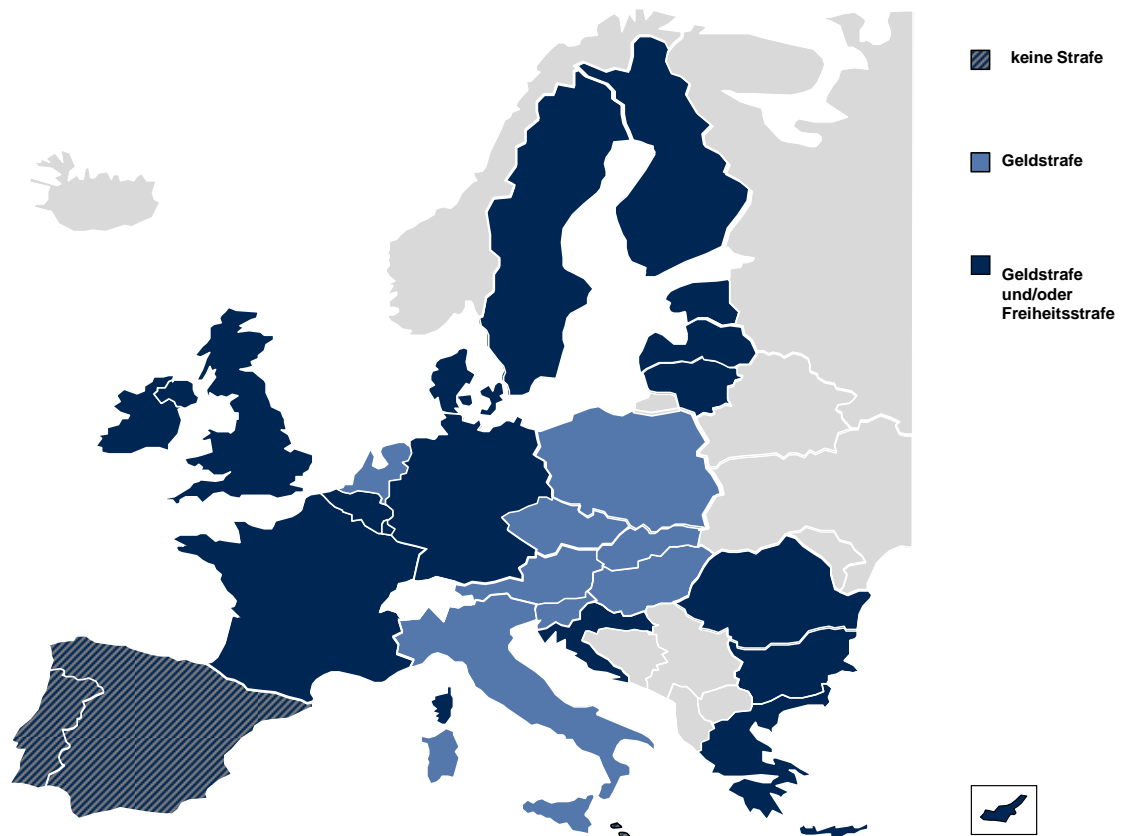 keine Strafe
Geldstrafe
Geldstrafe
und/oder
Freiheitsstrafe